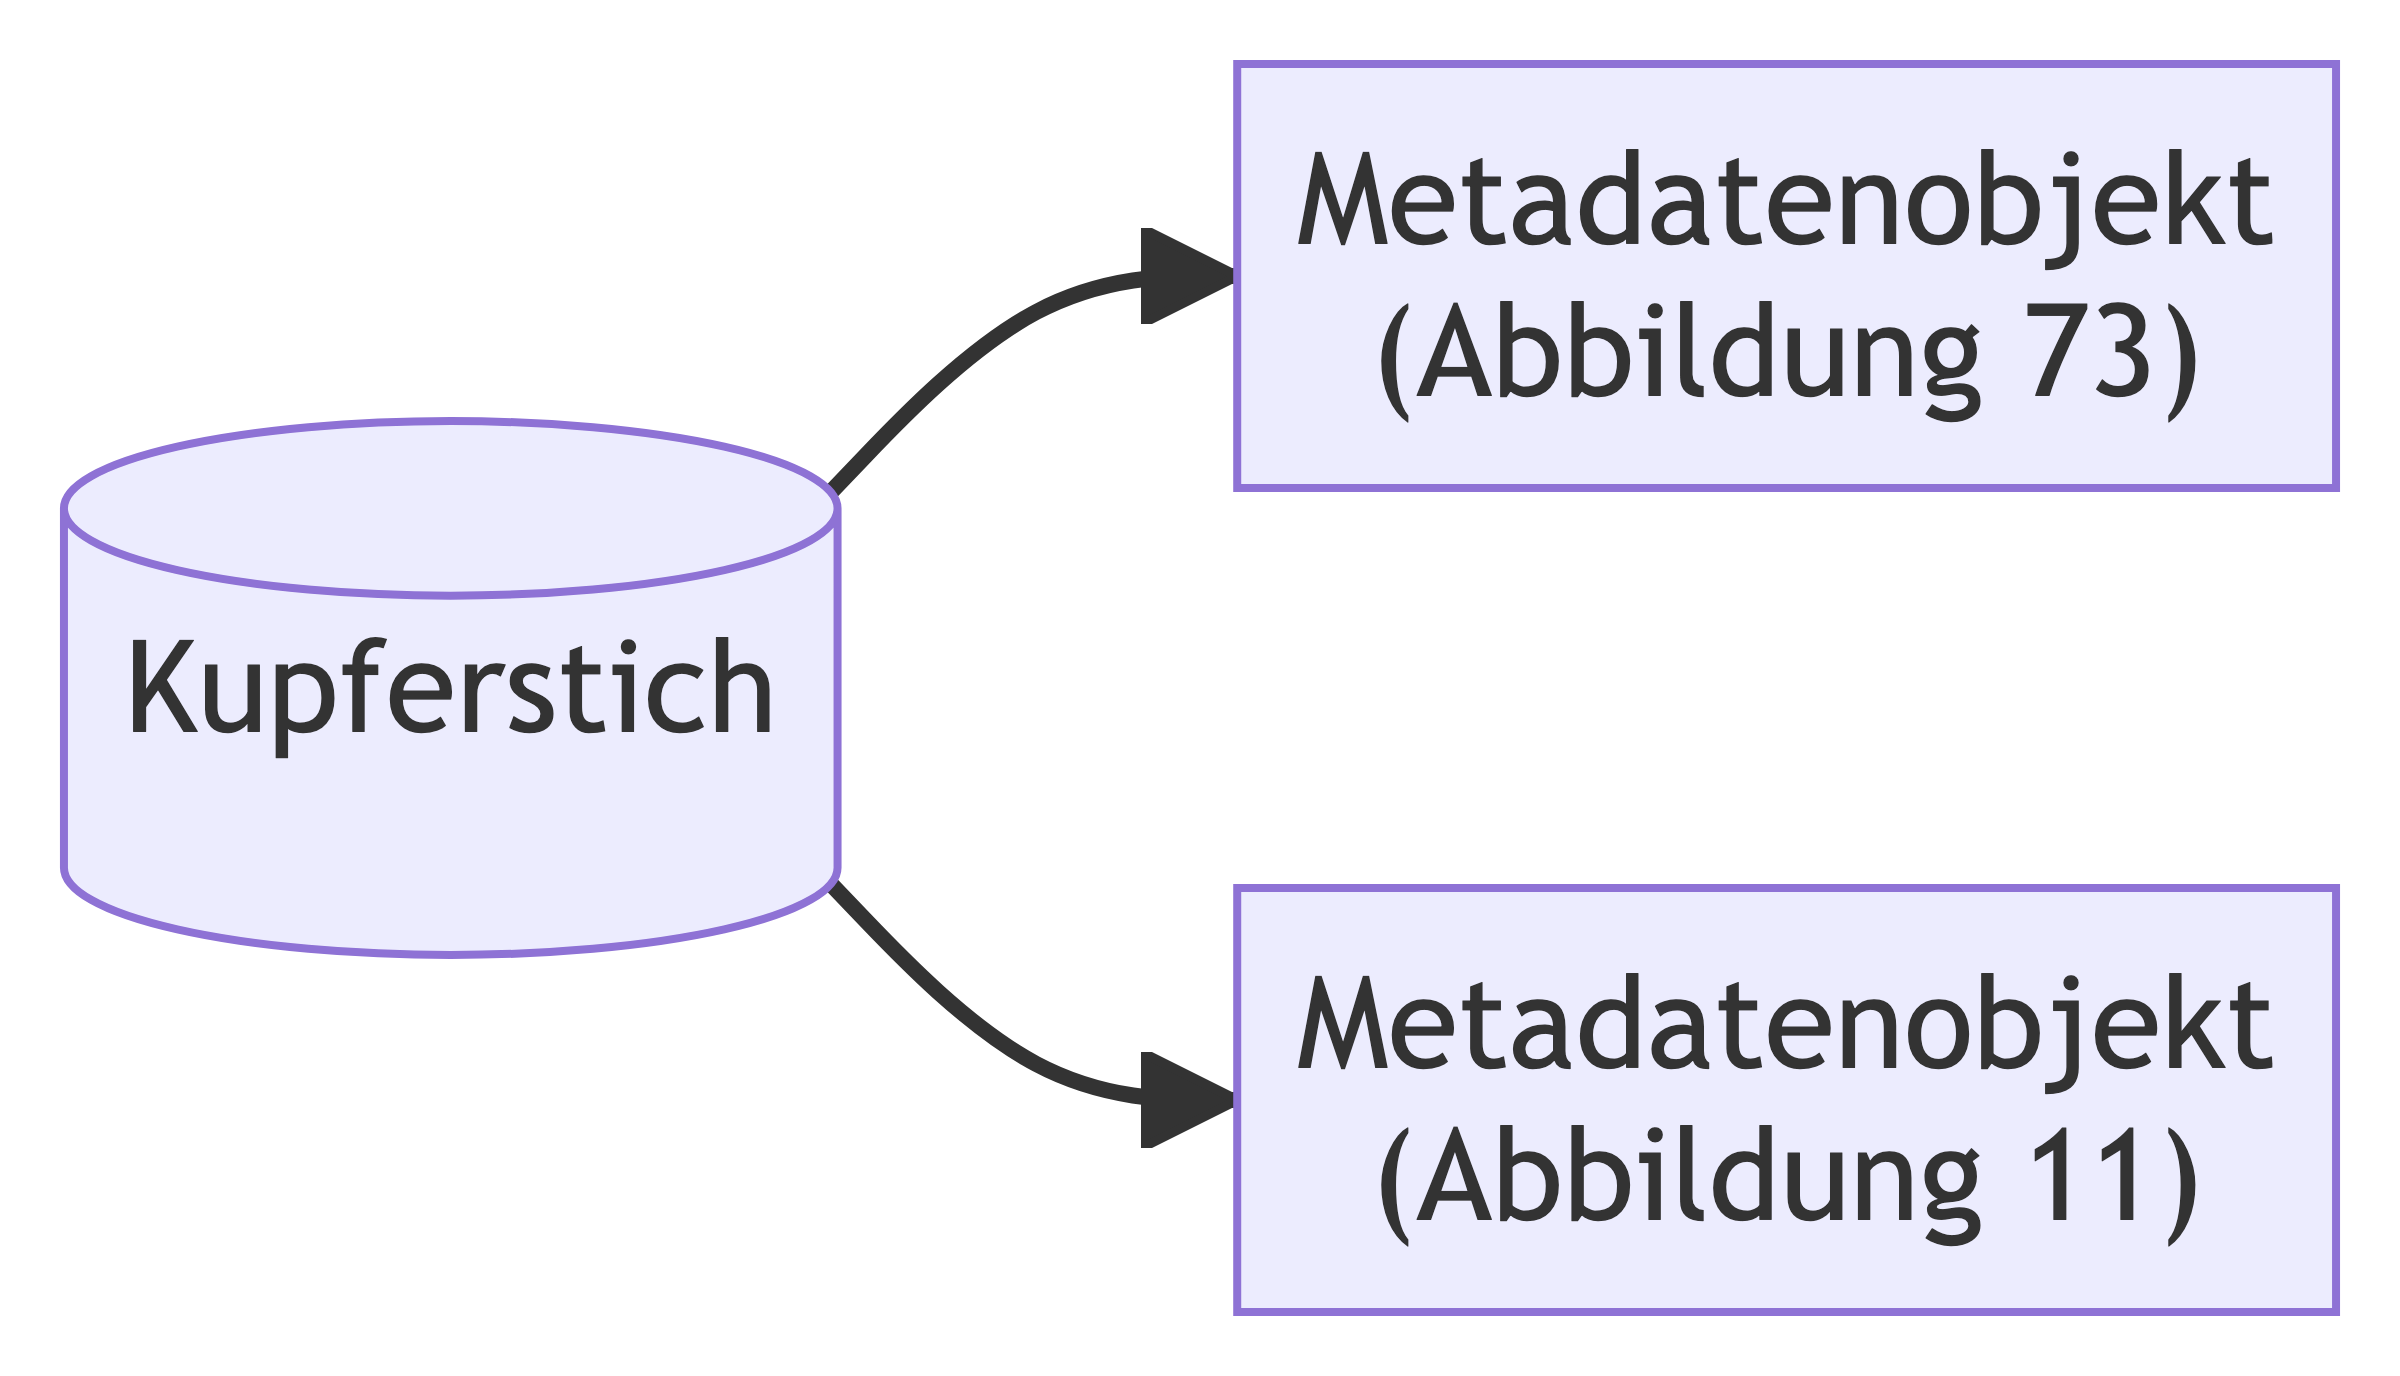 Kupferstich
Metadatenobjekt
(Abbildung 73)
Metadatenobjekt
(Abbildung 11)